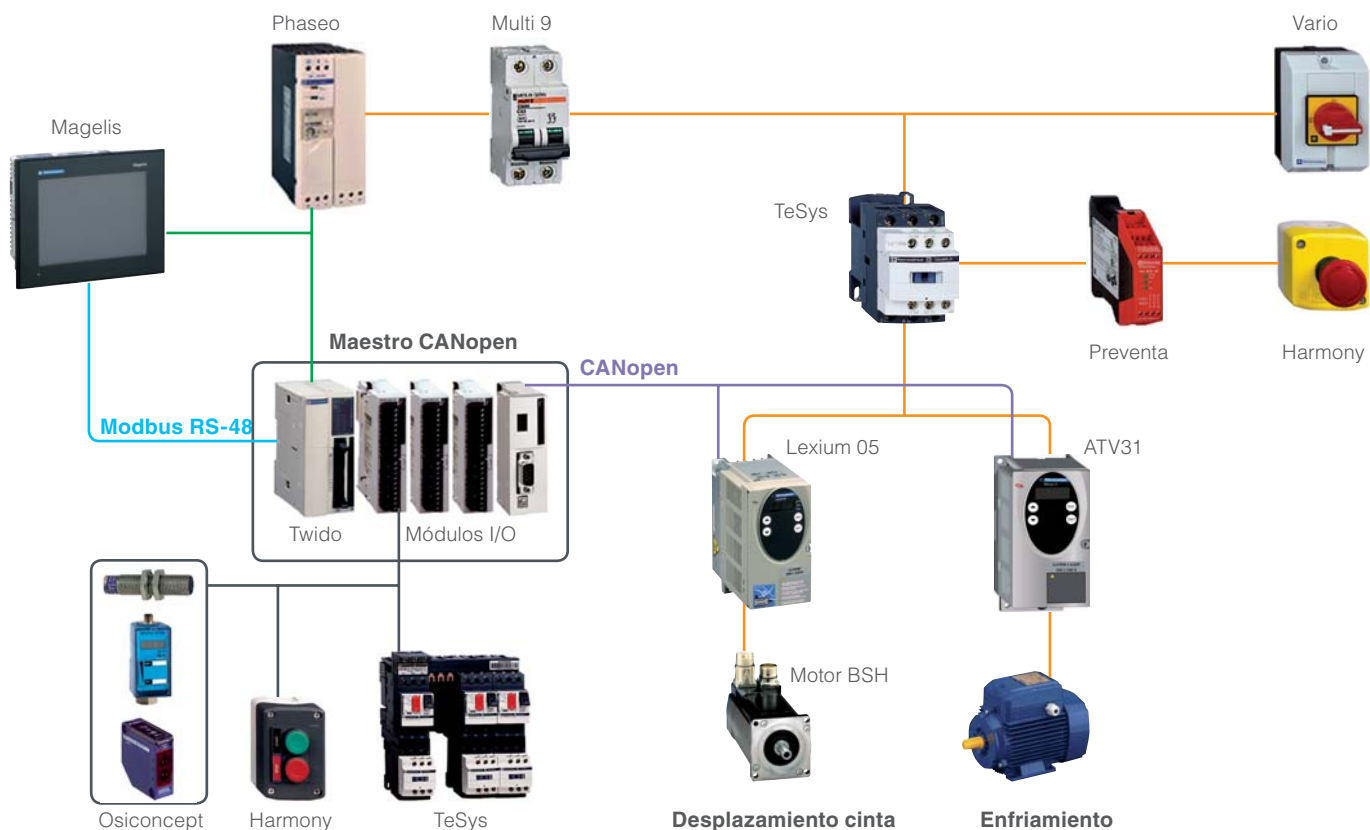 Phaseo
Multi 9
Vario
Magelis
TeSys
Preventa
Harmony
Maestro CANopen
CANopen
Modbus RS-48
Lexium 05
ATV31
Twido
Módulos I/O
Motor BSH
Osiconcept
Harmony
TeSys
Desplazamiento cinta
Enfriamiento